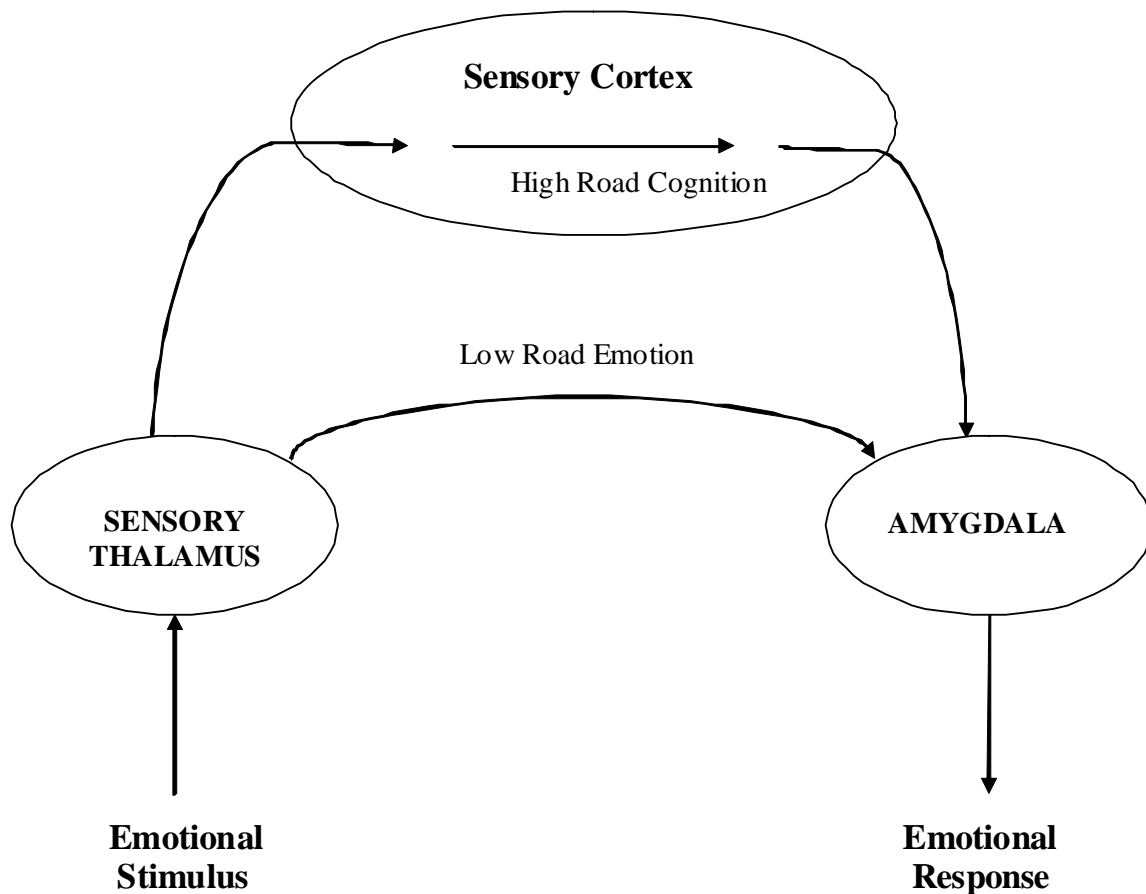 Sensory Cortex
High Road Cognition
Low Road Emotion
SENSORY
THALAMUS
AMYGDALA
Emotional
Stimulus
Emotional
Response